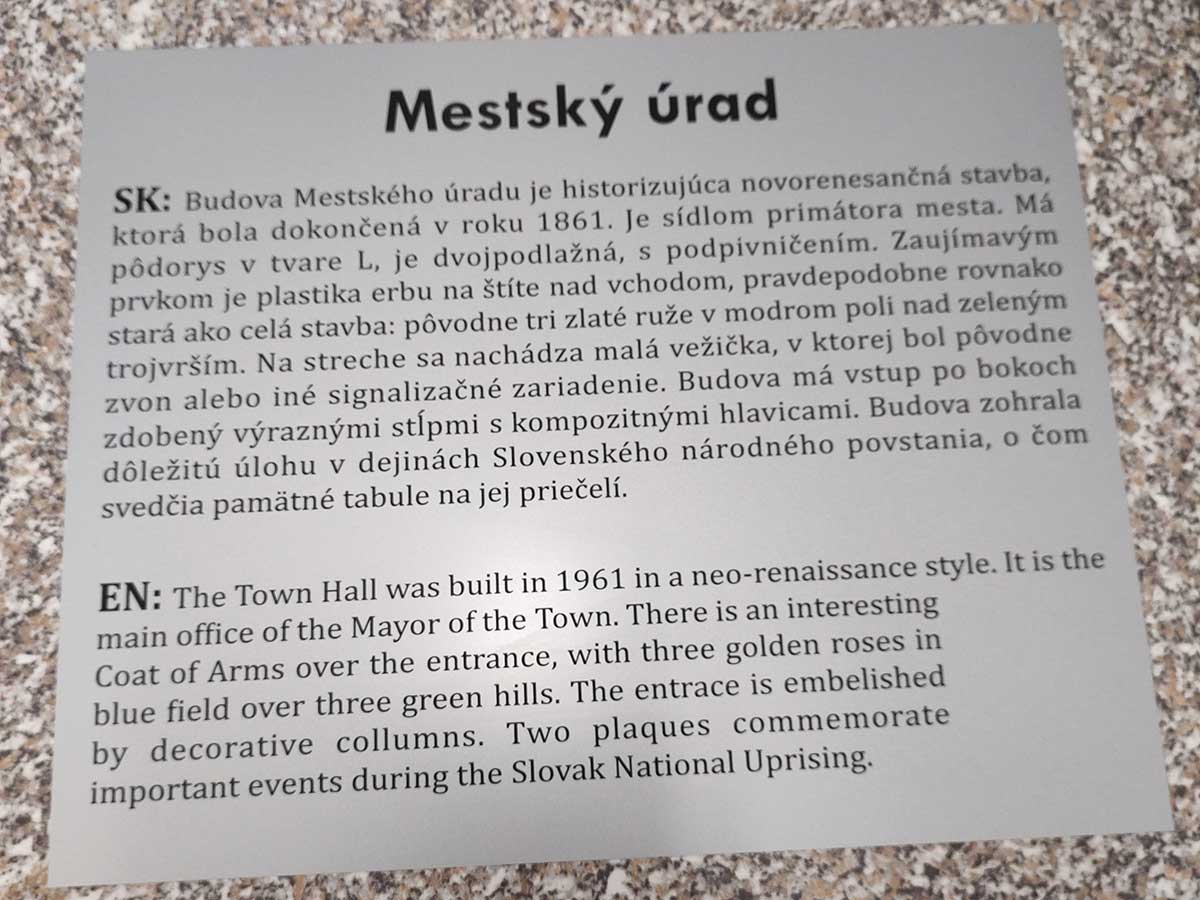 Mestský úrad
SK: Budova Mestského úradu je historizujúca novorenesančná stavba,
ktorá bola dokončená v roku 1861. Je sídlom primátora mesta. Má
pôdorys v tvare L, je dvojpodlažná, s podpivničením. Zaujímavým
prvkom je plastika erbu na štíte nad vchodom, pravdepodobne rovnako
stará ako celá stavba: pôvodne tri zlaté ruže v modrom poli nad zeleným
trojvrším. Na streche sa nachádza malá vežička, v ktorej bol pôvodne
zvon alebo iné signalizačné zariadenie. Budova má vstup po bokoch
zdobený výraznými stĺpmi s kompozitnými hlavicami. Budova zohrala
dôležitú úlohu v dejinách Slovenského národného povstania, o čom
svedčia pamätné tabule na jej priečelí.
EN: The Town Hall was built in 1961 in a neo-renaissance style. It is the
main office of the Mayor of the Town. There is an interesting
Coat of Arms over the entrance, with three golden roses in
blue field over three green hills. The entrace is embelished
by decorative collumns. Two plaques commemorate
important events during the Slovak National Uprising.